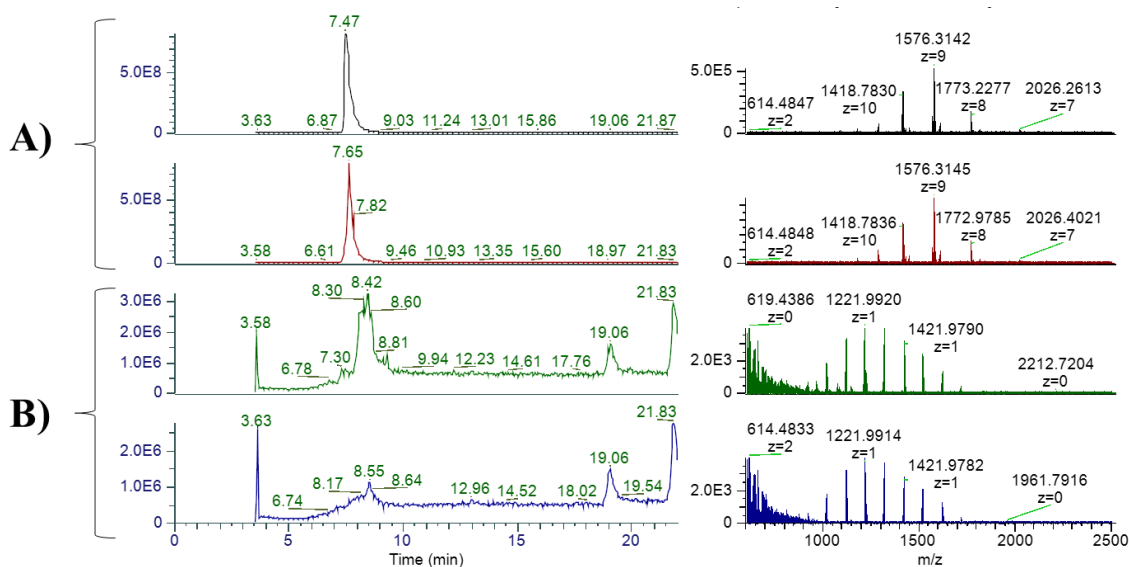 A)
7.47
5.0E8
0
3.63 6.87 9.03 11.24 13.01 15.86 19.06 21.87
1576.3142
z=9
5.0E5
1418.7830
z=10
1773.2277
z=8
2026.2613
z=7
614.4847
z=2
0
7.65
5.0E8
7.82
0
3.58 6.61 9.46 10.93 13.35 15.60 18.97 21.83
1576.3145
z=9
1418.7836
z=10
1772.9785
z=8
2026.4021
z=7
614.4848
z=2
B)
8.42
3.0E6
8.30
8.60
21.83
2.0E6
3.58
19.06
1.0E6
6.78 7.30 8.81 9.94 12.23 14.61 17.76
0
619.4386
z=0
1221.9920
z=1
1421.9790
z=1
2212.7204
z=0
2.0E3
0
3.63
21.83
2.0E6
8.55
19.06
1.0E6
6.74 8.17 8.64 12.96 14.52 18.02 19.54
0
614.4833
z=2
1221.9914
z=1
1421.9782
z=1
1961.7916
z=0
2.0E3
0
0 5 10 15 20
Time (min)
1000 1500 2000 2500
m/z